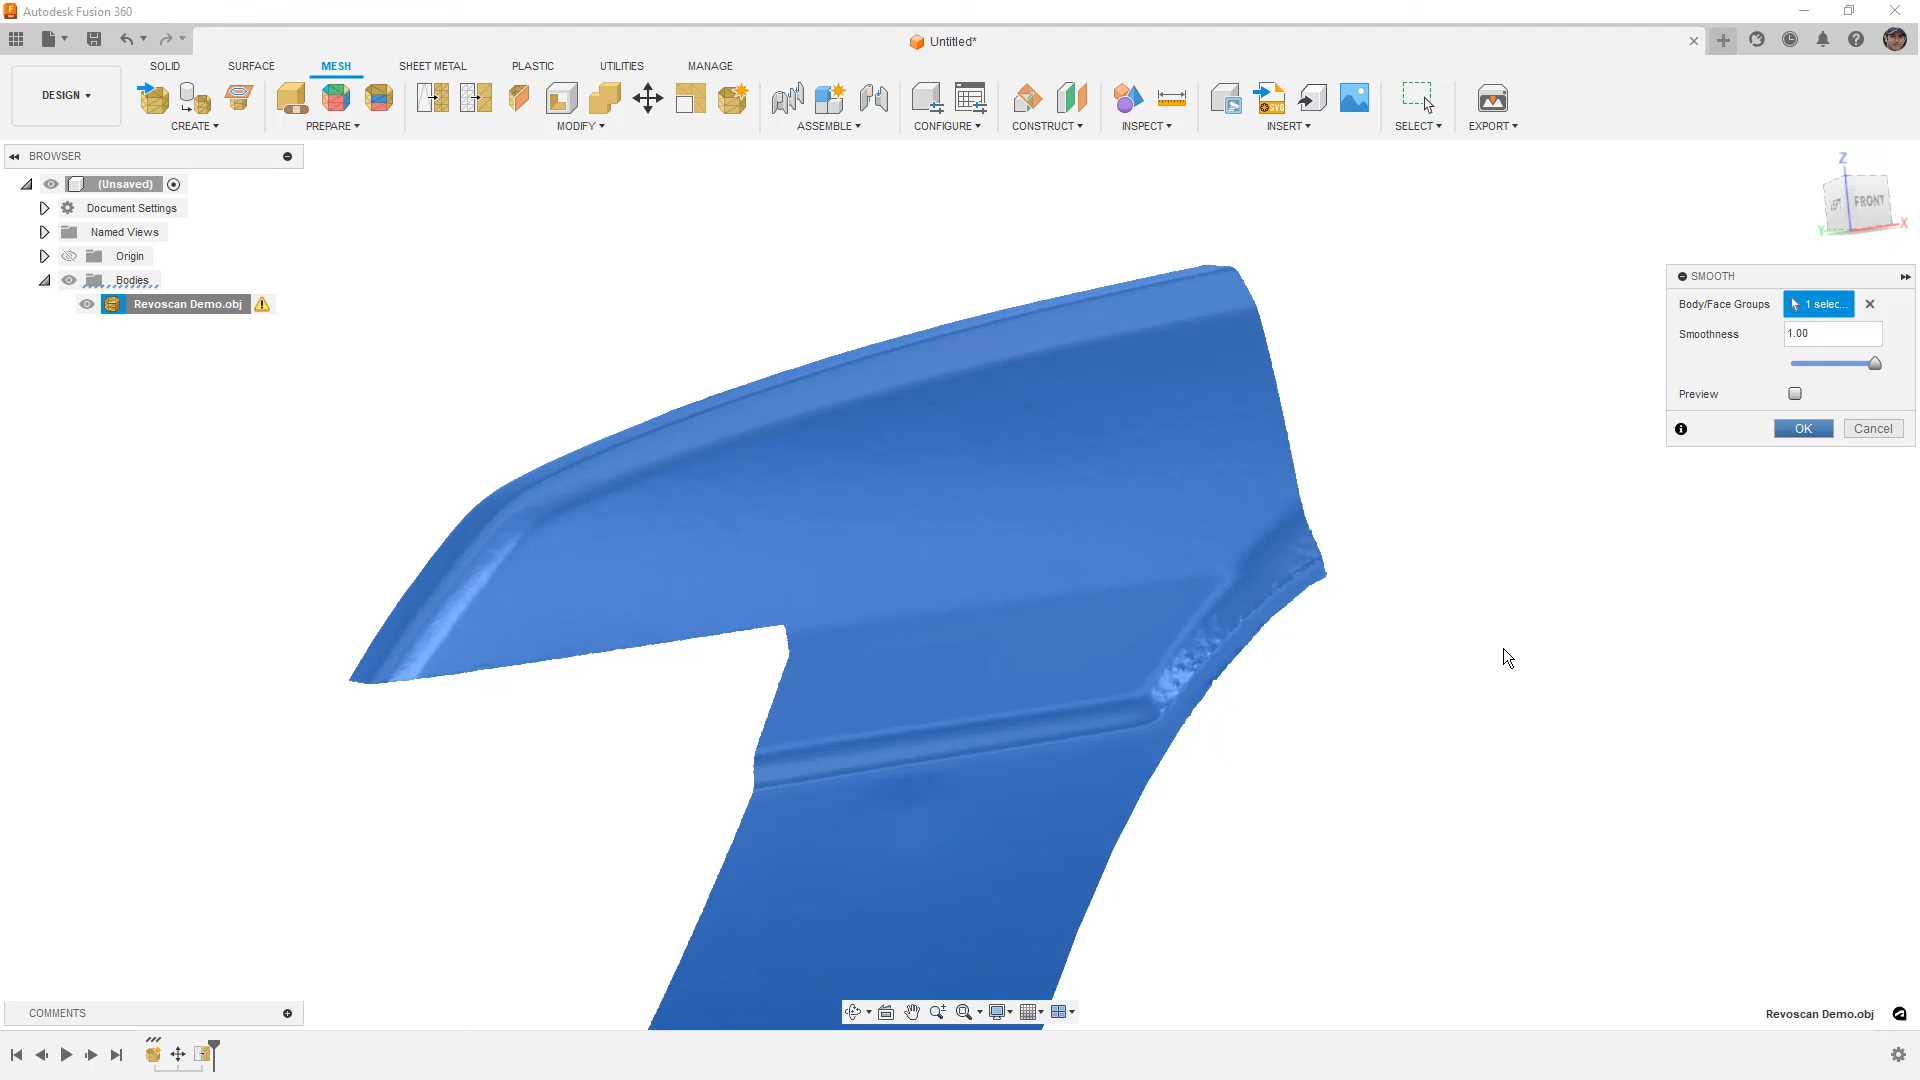 Autodesk Fusion 360
Untitled*
SOLID SURFACE MESH SHEET METAL PLASTIC UTILITIES MANAGE
DESIGN
SVG
CREATE PREPARE MODIFY ASSEMBLE CONFIGURE CONSTRUCT INSPECT INSERT SELECT EXPORT
BROWSER
(Unsaved)
Document Settings
Named Views
Origin
Bodies
Revoscan Demo.obj
Z
LEFT FRONT
X
Y
SMOOTH
Body/Face Groups 1 selec...
Smoothness 1.00
Preview
OK Cancel
COMMENTS
Revoscan Demo.obj